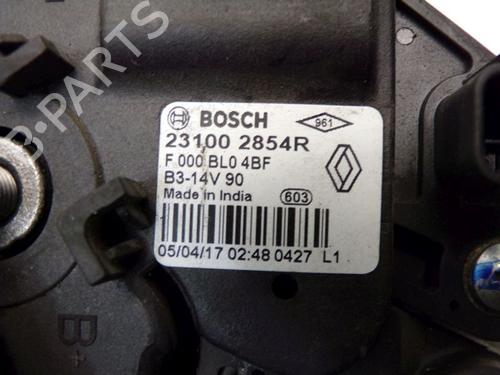 B-PARTS
BOSCH
961
23100 2854R
F 000 BL0 4BF
B3-14V 90
Made in India 603
05/04/17 02:48 0427 L1
B+